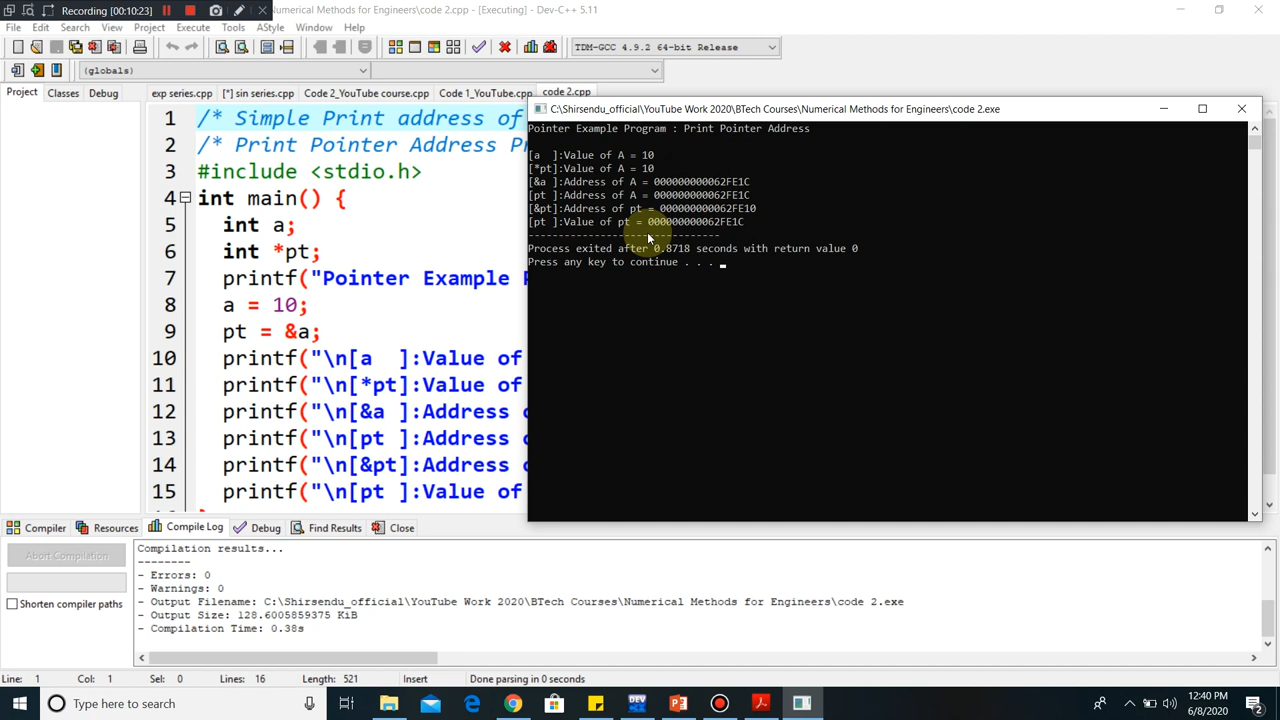 Recording [00:10:23]
Numerical Methods for Engineers\code 2.cpp - [Executing] - Dev-C++ 5.11
File Edit Search View Project Execute Tools AStyle Window Help
TDM-GCC 4.9.2 64-bit Release
(globals)
Project Classes Debug
exp series.cpp [*] sin series.cpp Code 2_YouTube course.cpp Code 1_YouTube.cpp code 2.cpp
1 /* Simple Print address of
2 /* Print Pointer Address P
3 #include <stdio.h>
4 int main() {
5 int a;
6 int *pt;
7 printf("Pointer Example
8 a = 10;
9 pt = &a;
10 printf("\n[a  ]:Value of
11 printf("\n[*pt]:Value of
12 printf("\n[&a ]:Address
13 printf("\n[pt ]:Address
14 printf("\n[&pt]:Address
15 printf("\n[pt ]:Value of
C:\Shirsendu_official\YouTube Work 2020\BTech Courses\Numerical Methods for Engineers\code 2.exe
Pointer Example Program : Print Pointer Address
[a  ]:Value of A = 10
[*pt]:Value of A = 10
[&a ]:Address of A = 000000000062FE1C
[pt ]:Address of A = 000000000062FE1C
[&pt]:Address of pt = 000000000062FE10
[pt ]:Value of pt = 000000000062FE1C
--------------------------------
Process exited after 0.8718 seconds with return value 0
Press any key to continue . . .
Compiler Resources Compile Log Debug Find Results Close
Abort Compilation
Shorten compiler paths
Compilation results...
--------
- Errors: 0
- Warnings: 0
- Output Filename: C:\Shirsendu_official\YouTube Work 2020\BTech Courses\Numerical Methods for Engineers\code 2.exe
- Output Size: 128.6005859375 KiB
- Compilation Time: 0.38s
Line: 1 Col: 1 Sel: 0 Lines: 16 Length: 521 Insert Done parsing in 0 seconds
Type here to search
DEV
12:40 PM
6/8/2020
2